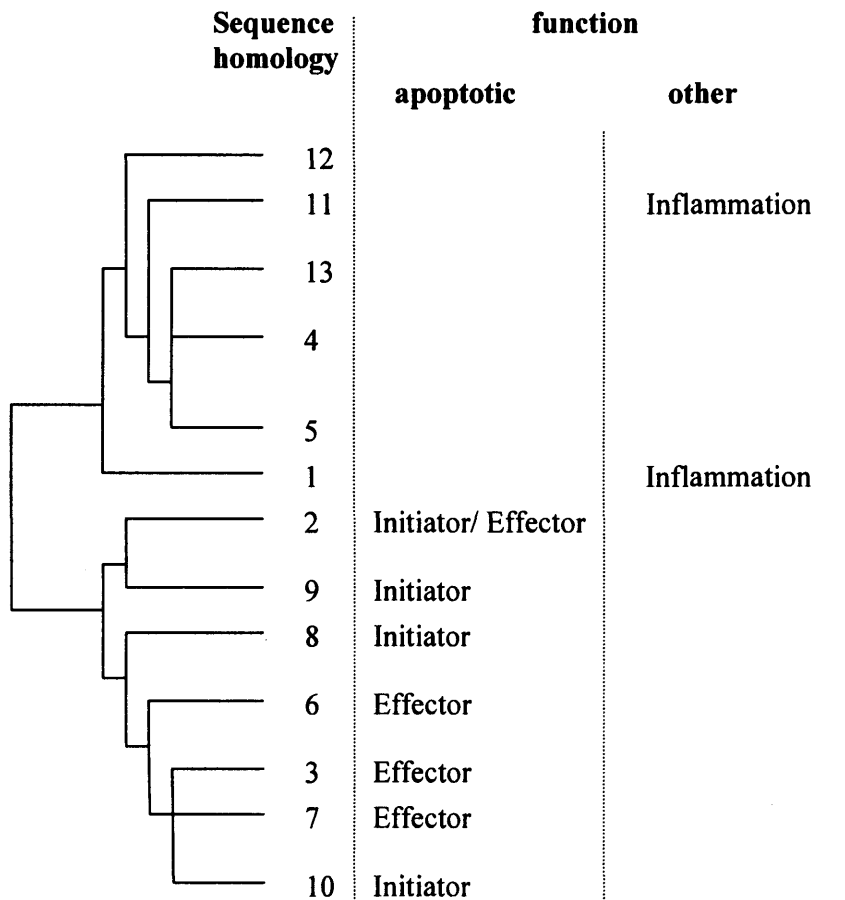 Sequence homology function
apoptotic other
12
11 Inflammation
13
4
5
1 Inflammation
2 Initiator/ Effector
9 Initiator
8 Initiator
6 Effector
3 Effector
7 Effector
10 Initiator